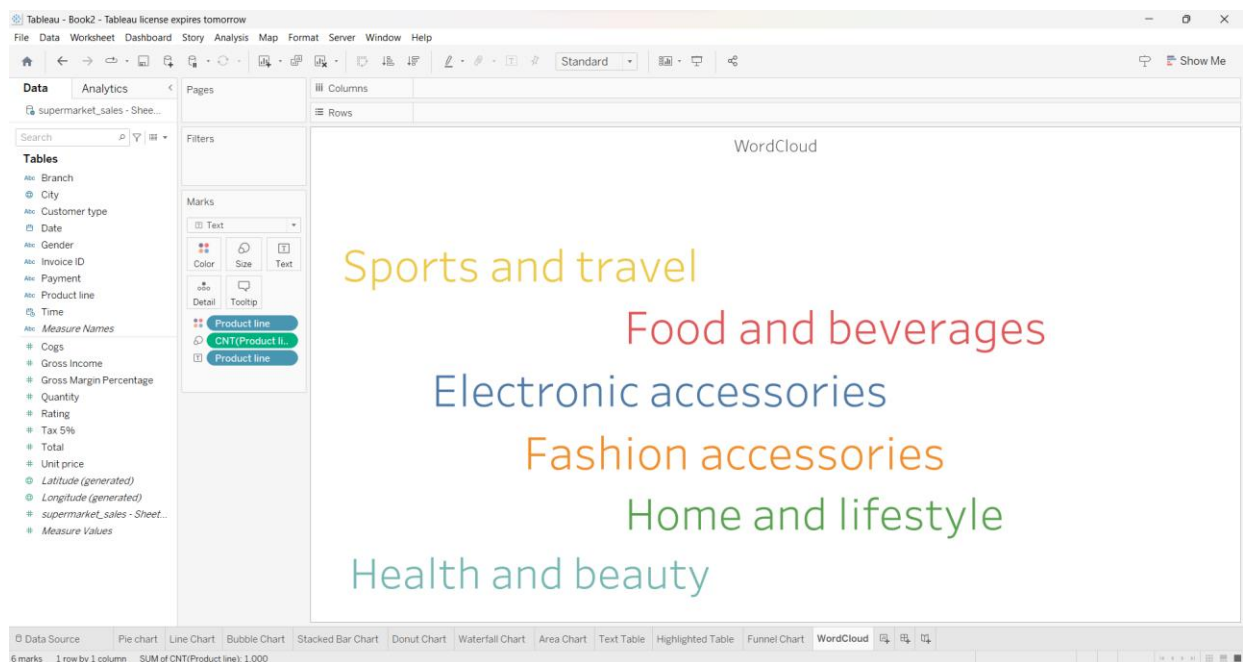 Tableau - Book2 - Tableau license expires tomorrow
File Data Worksheet Dashboard Story Analysis Map Format Server Window Help
Standard
Show Me
Data Analytics
supermarket_sales - Shee...
Search
Tables
Abc Branch
City
Abc Customer type
Date
Abc Gender
Abc Invoice ID
Abc Payment
Abc Product line
Time
Abc Measure Names
# Cogs
# Gross Income
# Gross Margin Percentage
# Quantity
# Rating
# Tax 5%
# Total
# Unit price
Latitude (generated)
Longitude (generated)
# supermarket_sales - Sheet...
# Measure Values
Pages
Filters
Marks
Text
Color Size Text
Detail Tooltip
Product line
CNT(Product li..
Product line
Columns
Rows
WordCloud
Sports and travel
Food and beverages
Electronic accessories
Fashion accessories
Home and lifestyle
Health and beauty
Data Source Pie chart Line Chart Bubble Chart Stacked Bar Chart Donut Chart Waterfall Chart Area Chart Text Table Highlighted Table Funnel Chart WordCloud
6 marks 1 row by 1 column SUM of CNT(Product line): 1,000